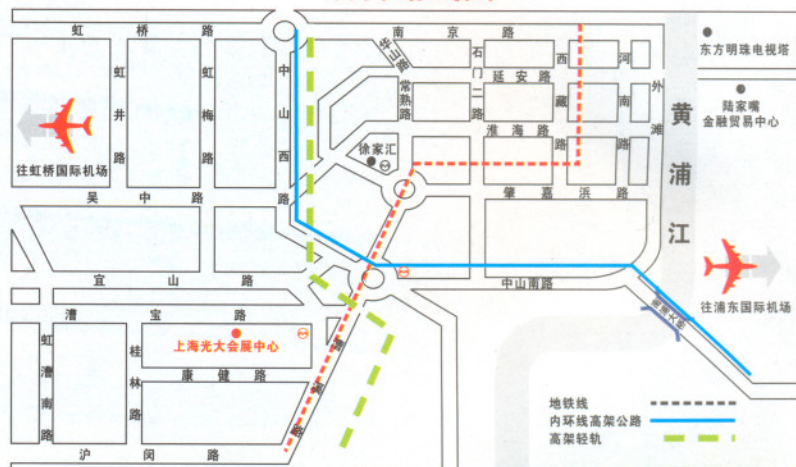 虹桥路
南京路
华山路
石门二路
西藏路
河南路
外滩
延安路
东方明珠电视塔
虹井路
虹梅路
中山西路
常熟路
淮海路
陆家嘴
金融贸易中心
黄浦江
徐家汇
往虹桥国际机场
吴中路
肇嘉浜路
宜山路
中山南路
往浦东国际机场
南浦大桥
漕宝路
上海光大会展中心
虹漕南路
桂林路
康健路
沪闵路
地铁线
内环线高架公路
高架轻轨